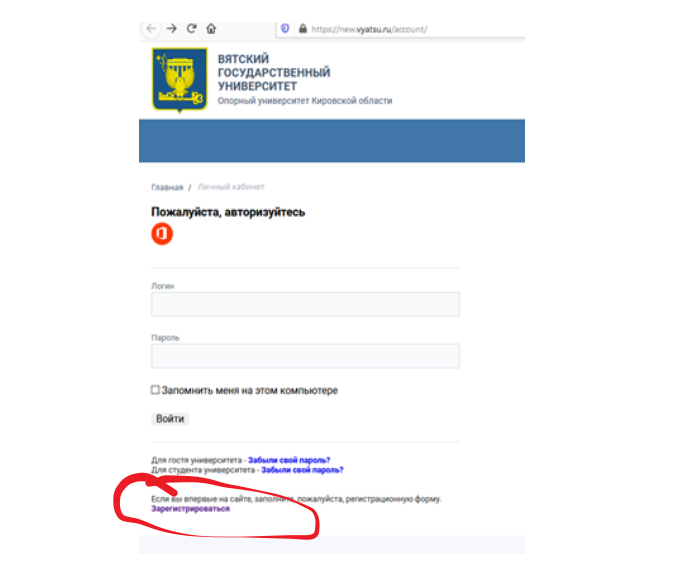 https://new.vyatsu.ru/account/
ВЯТСКИЙ
ГОСУДАРСТВЕННЫЙ
УНИВЕРСИТЕТ
Опорный университет Кировской области
Главная / Личный кабинет
Пожалуйста, авторизуйтесь
Логин
Пароль
Запомнить меня на этом компьютере
Войти
Для гостя университета - Забыли свой пароль?
Для студента университета - Забыли свой пароль?
Если вы впервые на сайте, заполните, пожалуйста, регистрационную форму.
Зарегистрироваться